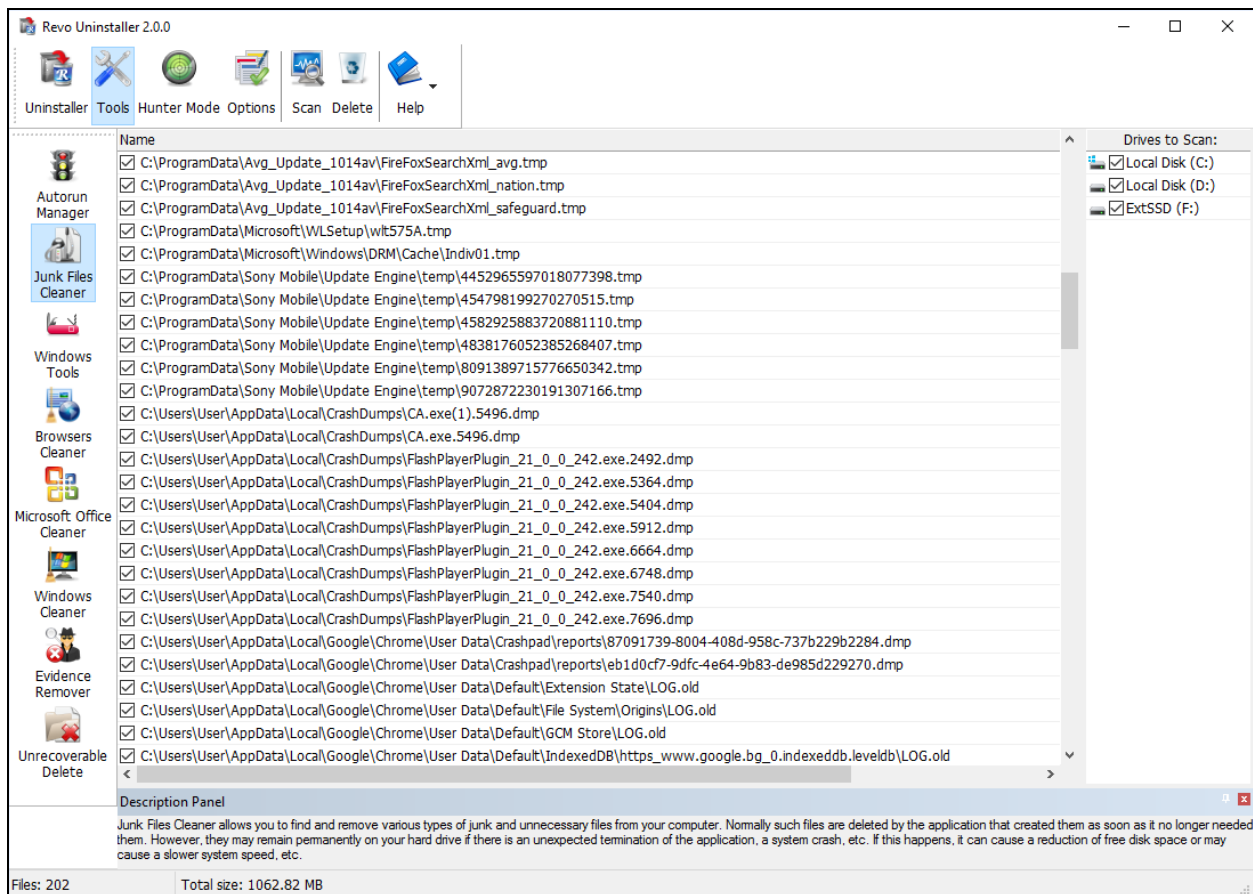 Revo Uninstaller 2.0.0
Uninstaller Tools Hunter Mode Options Scan Delete Help
Autorun
Manager
Junk Files
Cleaner
Windows
Tools
Browsers
Cleaner
Microsoft Office
Cleaner
Windows
Cleaner
Evidence
Remover
Unrecoverable
Delete
Name
C:\ProgramData\Avg_Update_1014av\FireFoxSearchXml_avg.tmp
C:\ProgramData\Avg_Update_1014av\FireFoxSearchXml_nation.tmp
C:\ProgramData\Avg_Update_1014av\FireFoxSearchXml_safeguard.tmp
C:\ProgramData\Microsoft\WLSetup\wlt575A.tmp
C:\ProgramData\Microsoft\Windows\DRM\Cache\Indiv01.tmp
C:\ProgramData\Sony Mobile\Update Engine\temp\4452965597018077398.tmp
C:\ProgramData\Sony Mobile\Update Engine\temp\454798199270270515.tmp
C:\ProgramData\Sony Mobile\Update Engine\temp\4582925883720881110.tmp
C:\ProgramData\Sony Mobile\Update Engine\temp\4838176052385268407.tmp
C:\ProgramData\Sony Mobile\Update Engine\temp\8091389715776650342.tmp
C:\ProgramData\Sony Mobile\Update Engine\temp\9072872230191307166.tmp
C:\Users\User\AppData\Local\CrashDumps\CA.exe(1).5496.dmp
C:\Users\User\AppData\Local\CrashDumps\CA.exe.5496.dmp
C:\Users\User\AppData\Local\CrashDumps\FlashPlayerPlugin_21_0_0_242.exe.2492.dmp
C:\Users\User\AppData\Local\CrashDumps\FlashPlayerPlugin_21_0_0_242.exe.5364.dmp
C:\Users\User\AppData\Local\CrashDumps\FlashPlayerPlugin_21_0_0_242.exe.5404.dmp
C:\Users\User\AppData\Local\CrashDumps\FlashPlayerPlugin_21_0_0_242.exe.5912.dmp
C:\Users\User\AppData\Local\CrashDumps\FlashPlayerPlugin_21_0_0_242.exe.6664.dmp
C:\Users\User\AppData\Local\CrashDumps\FlashPlayerPlugin_21_0_0_242.exe.6748.dmp
C:\Users\User\AppData\Local\CrashDumps\FlashPlayerPlugin_21_0_0_242.exe.7540.dmp
C:\Users\User\AppData\Local\CrashDumps\FlashPlayerPlugin_21_0_0_242.exe.7696.dmp
C:\Users\User\AppData\Local\Google\Chrome\User Data\Crashpad\reports\87091739-8004-408d-958c-737b229b2284.dmp
C:\Users\User\AppData\Local\Google\Chrome\User Data\Crashpad\reports\eb1d0cf7-9dfc-4e64-9b83-de985d229270.dmp
C:\Users\User\AppData\Local\Google\Chrome\User Data\Default\Extension State\LOG.old
C:\Users\User\AppData\Local\Google\Chrome\User Data\Default\File System\Origins\LOG.old
C:\Users\User\AppData\Local\Google\Chrome\User Data\Default\GCM Store\LOG.old
C:\Users\User\AppData\Local\Google\Chrome\User Data\Default\IndexedDB\https_www.google.bg_0.indexeddb.leveldb\LOG.old
Drives to Scan:
Local Disk (C:)
Local Disk (D:)
ExtSSD (F:)
Description Panel
Junk Files Cleaner allows you to find and remove various types of junk and unnecessary files from your computer. Normally such files are deleted by the application that created them as soon as it no longer needed
them. However, they may remain permanently on your hard drive if there is an unexpected termination of the application, a system crash, etc. If this happens, it can cause a reduction of free disk space or may
cause a slower system speed, etc.
Files: 202 Total size: 1062.82 MB